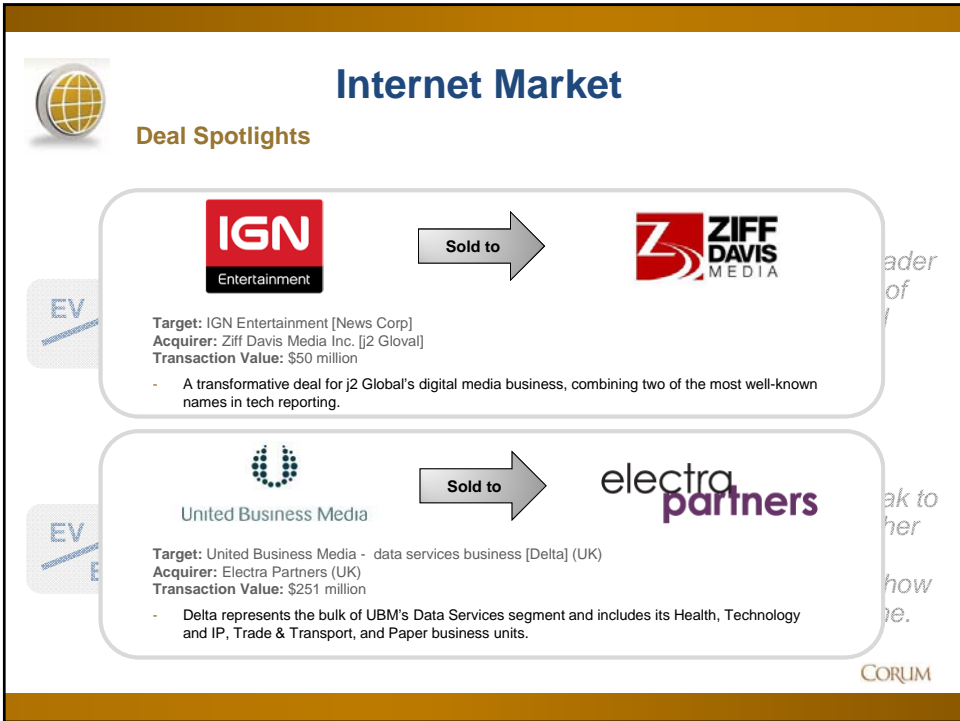 Internet Market
Deal Spotlights
IGN
Entertainment
Sold to
ZIFF
DAVIS
MEDIA
ader
of
EV
Target: IGN Entertainment [News Corp]
Acquirer: Ziff Davis Media Inc. [j2 Gloval]
Transaction Value: $50 million
- A transformative deal for j2 Global's digital media business, combining two of the most well-known
names in tech reporting.
United Business Media
Sold to
electra
partners
ak to
her
EV
E
how
ne.
Target: United Business Media - data services business [Delta] (UK)
Acquirer: Electra Partners (UK)
Transaction Value: $251 million
- Delta represents the bulk of UBM's Data Services segment and includes its Health, Technology
and IP, Trade & Transport, and Paper business units.
CORUM